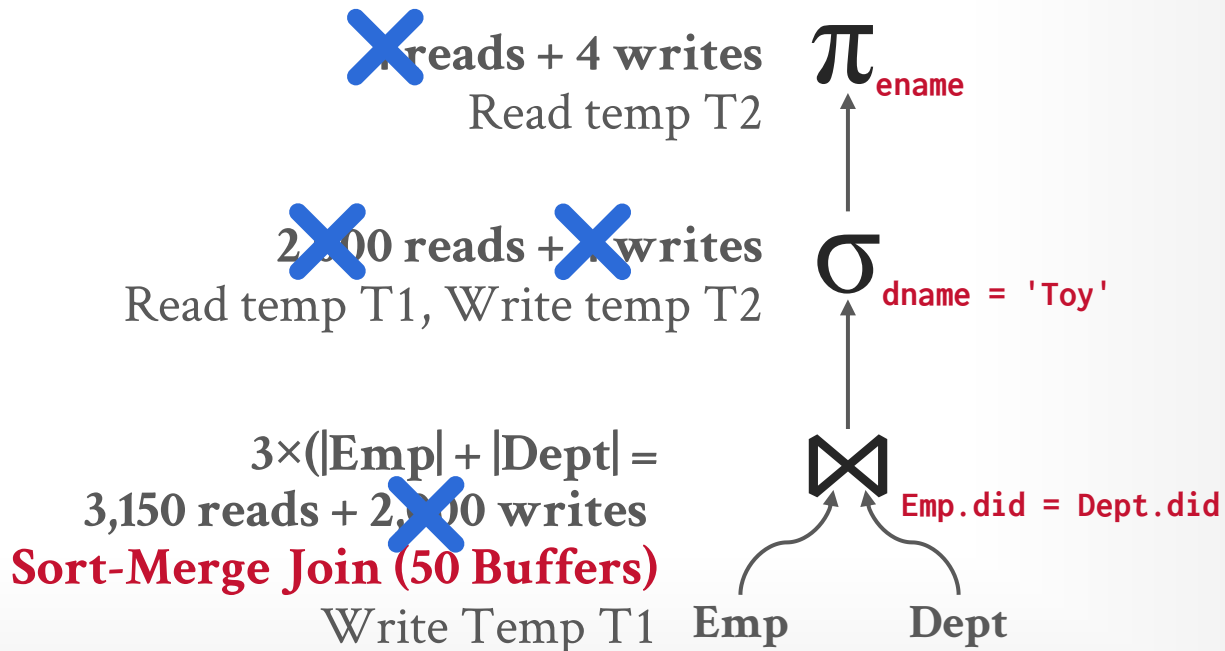 reads + 4 writes
Read temp T2
π ename
2,000 reads + writes
Read temp T1, Write temp T2
σ dname = 'Toy'
3×(|Emp| + |Dept| =
3,150 reads + 2,000 writes
Sort-Merge Join (50 Buffers)
Write Temp T1
⋈ Emp.did = Dept.did
Emp
Dept